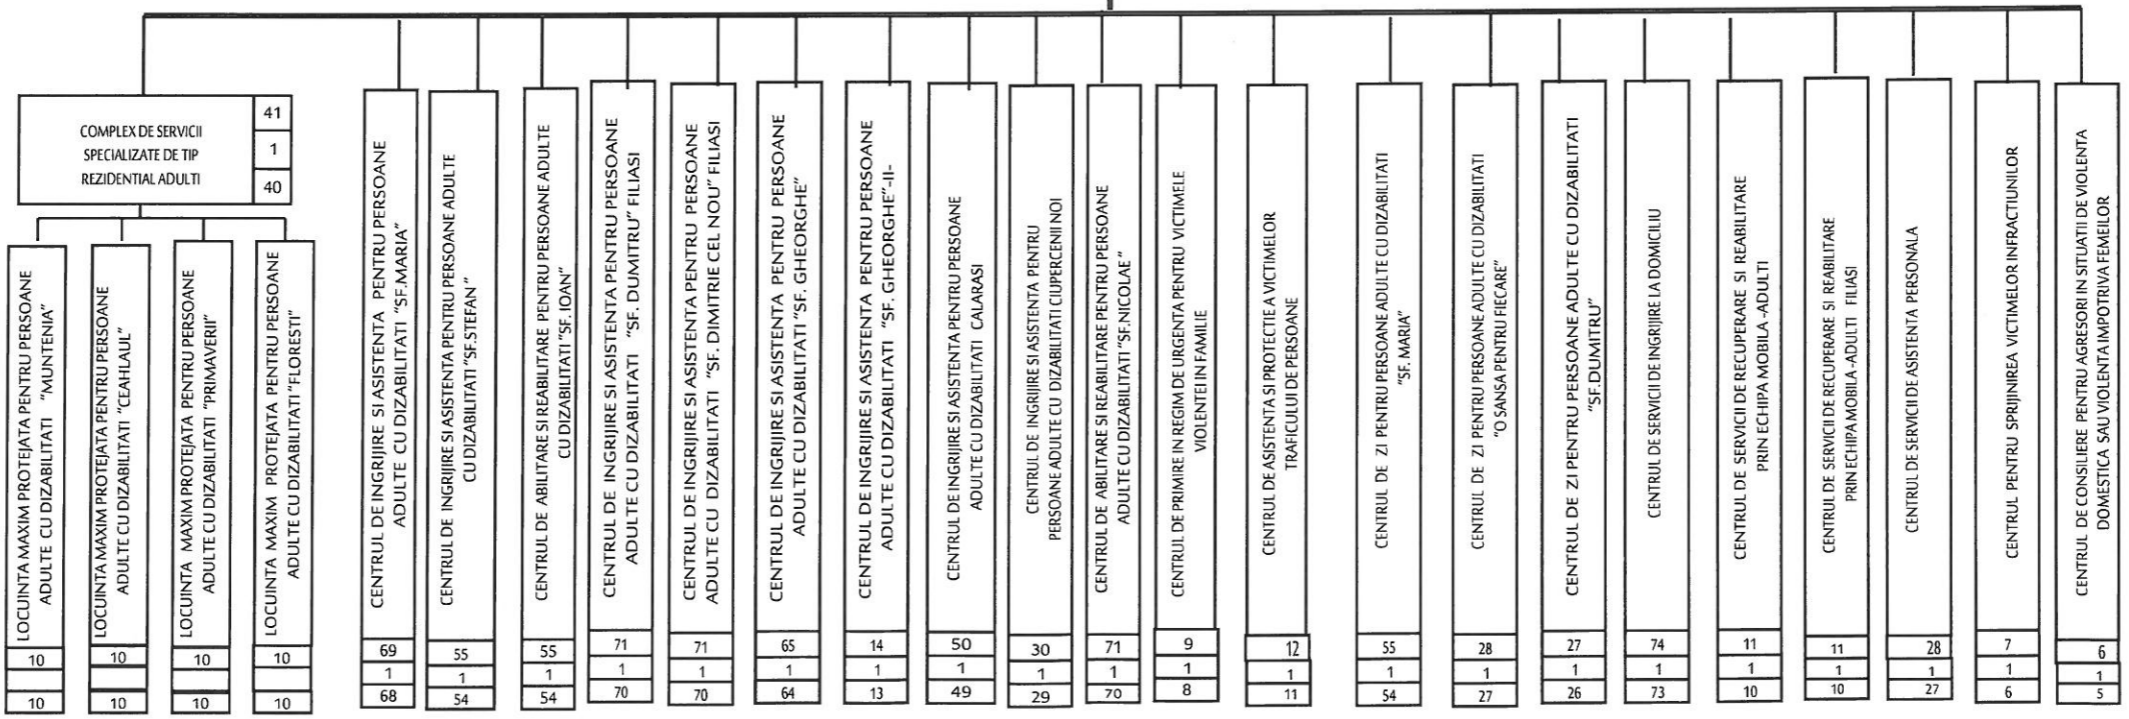 COMPLEX DE SERVICII
SPECIALIZATE DE TIP
REZIDENTIAL ADULTI
41
1
40
LOCUINTA MAXIM PROTEJATA PENTRU PERSOANE
ADULTE CU DIZABILITATI "MUNTENIA"
10
10
LOCUINTA MAXIM PROTEJATA PENTRU PERSOANE
ADULTE CU DIZABILITATI "CEAHLAUL"
10
10
LOCUINTA MAXIM PROTEJATA PENTRU PERSOANE
ADULTE CU DIZABILITATI "PRIMAVERII"
10
10
LOCUINTA MAXIM PROTEJATA PENTRU PERSOANE
ADULTE CU DIZABILITATI "FLORESTI"
10
10
CENTRUL DE INGRIJIRE SI ASISTENTA PENTRU PERSOANE
ADULTE CU DIZABILITATI "SF.MARIA"
69
1
68
CENTRUL DE INGRIJIRE SI ASISTENTA PENTRU PERSOANE ADULTE
CU DIZABILITATI "SF.STEFAN"
55
1
54
CENTRUL DE ABILITARE SI REABILITARE PENTRU PERSOANE ADULTE
CU DIZABILITATI "SF. IOAN"
55
1
54
CENTRUL DE INGRIJIRE SI ASISTENTA PENTRU PERSOANE
ADULTE CU DIZABILITATI "SF. DUMITRU" FILIASI
71
1
70
CENTRUL DE INGRIJIRE SI ASISTENTA PENTRU PERSOANE
ADULTE CU DIZABILITATI "SF. DIMITRIE CEL NOU" FILIASI
71
1
70
CENTRUL DE INGRIJIRE SI ASISTENTA PENTRU PERSOANE
ADULTE CU DIZABILITATI "SF. GHEORGHE"
65
1
64
CENTRUL DE INGRIJIRE SI ASISTENTA PENTRU PERSOANE
ADULTE CU DIZABILITATI "SF. GHEORGHE"-II-
14
1
13
CENTRUL DE INGRIJIRE SI ASISTENTA PENTRU PERSOANE
ADULTE CU DIZABILITATI CALARASI
50
1
49
CENTRUL DE INGRIJIRE SI ASISTENTA PENTRU
PERSOANE ADULTE CU DIZABILITATI CIUPERCENII NOI
30
1
29
CENTRUL DE ABILITARE SI REABILITARE PENTRU PERSOANE
ADULTE CU DIZABILITATI "SF.NICOLAE"
71
1
70
CENTRUL DE PRIMIRE IN REGIM DE URGENTA PENTRU VICTIMELE
VIOLENTEI IN FAMILIE
9
1
8
CENTRUL DE ASISTENTA SI PROTECTIE A VICTIMELOR
TRAFICULUI DE PERSOANE
12
1
11
CENTRUL DE ZI PENTRU PERSOANE ADULTE CU DIZABILITATI
"SF. MARIA"
55
1
54
CENTRUL DE ZI PENTRU PERSOANE ADULTE CU DIZABILITATI
"O SANSA PENTRU FIECARE"
28
1
27
CENTRUL DE ZI PENTRU PERSOANE ADULTE CU DIZABILITATI
"SF.DUMITRU"
27
1
26
CENTRUL DE SERVICII DE INGRIJIRE LA DOMICILIU
74
1
73
CENTRUL DE SERVICII DE RECUPERARE SI REABILITARE
PRIN ECHIPA MOBILA -ADULTI
11
1
10
CENTRUL DE SERVICII DE RECUPERARE SI REABILITARE
PRIN ECHIPA MOBILA -ADULTI FILIASI
11
1
10
CENTRUL DE SERVICII DE ASISTENTA PERSONALA
28
1
27
CENTRUL PENTRU SPRIJINIREA VICTIMELOR INFRACTIUNILOR
7
1
6
CENTRUL DE CONSILIERE PENTRU AGRESORI IN SITUATII DE VIOLENTA
DOMESTICA SAU VIOLENTA IMPOTRIVA FEMEILOR
6
1
5